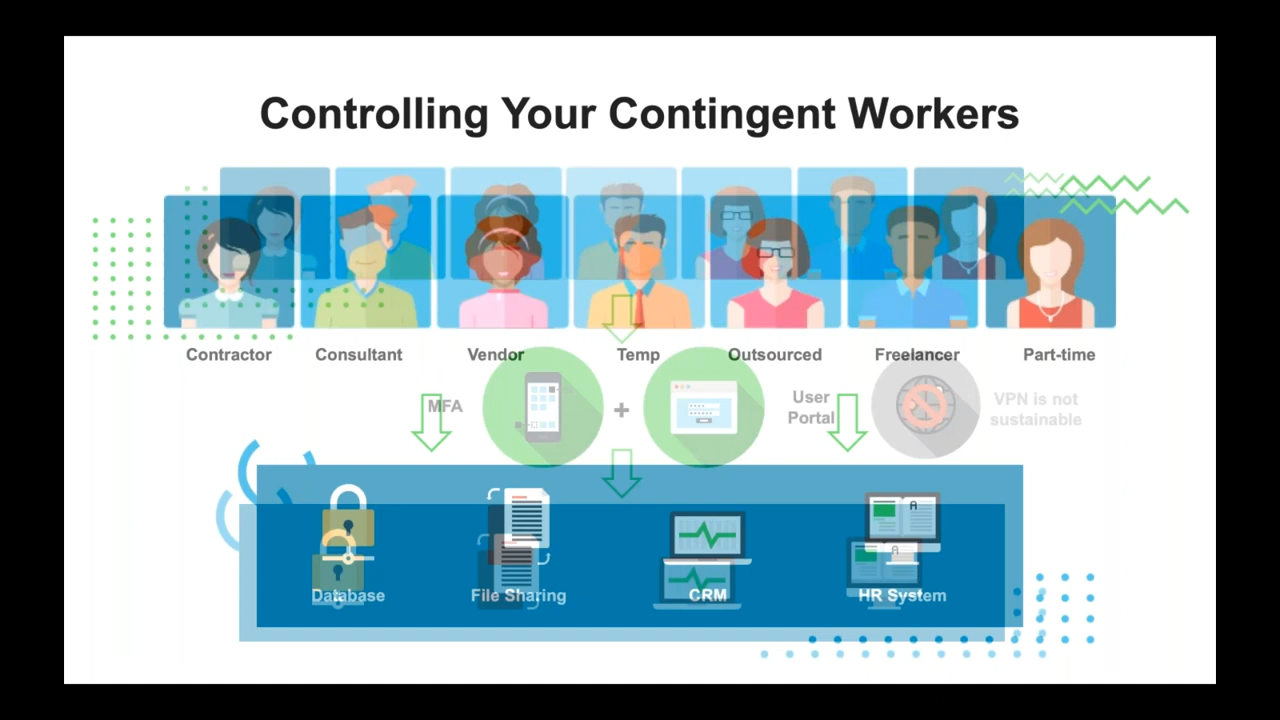 Controlling Your Contingent Workers
Contractor Consultant Vendor Temp Outsourced Freelancer Part-time
MFA
+
User
Portal
VPN is not
sustainable
Database File Sharing CRM HR System